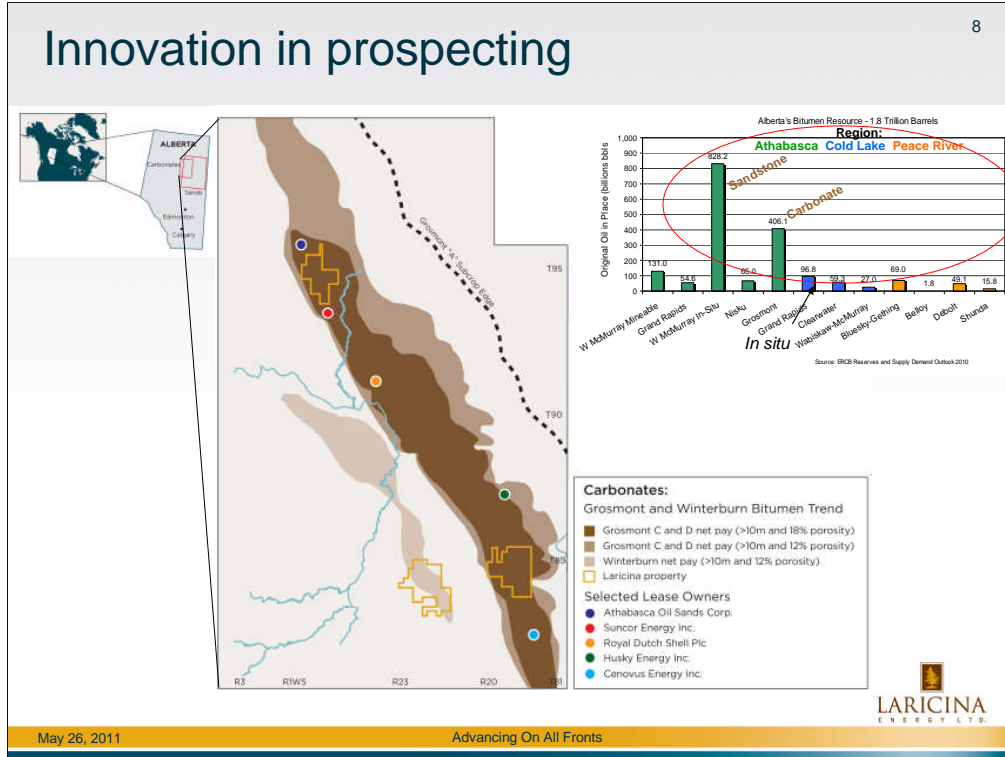 8
Innovation in prospecting
ALBERTA
Carbonates
Sands
Edmonton
Calgary
Grosmont "A" Subcrop Edge
T95
T90
T85
T81
R3
R1W5
R23
R20
Alberta's Bitumen Resource - 1.8 Trillion Barrels
Region:
Athabasca Cold Lake Peace River
Original Oil in Place (billions bbls
1,000
900
800
700
600
500
400
300
200
100
0
131.0
54.6
828.2
65.0
406.1
96.8
59.3
27.0
69.0
1.8
49.1
15.8
Sandstone
Carbonate
W McMurray Mineable
Grand Rapids
W McMurray In-Situ
Nisku
Grosmont
Grand Rapids
Clearwater
Wabiskaw-McMurray
Bluesky-Gething
Belloy
Debolt
Shunda
In situ
Source: ERCB Reserves and Supply Demand Outlook 2010
Carbonates:
Grosmont and Winterburn Bitumen Trend
Grosmont C and D net pay (>10m and 18% porosity)
Grosmont C and D net pay (>10m and 12% porosity)
Winterburn net pay (>10m and 12% porosity)
Laricina property
Selected Lease Owners
Athabasca Oil Sands Corp.
Suncor Energy Inc.
Royal Dutch Shell Plc
Husky Energy Inc.
Cenovus Energy Inc.
LARICINA
ENERGY LTD.
May 26, 2011
Advancing On All Fronts